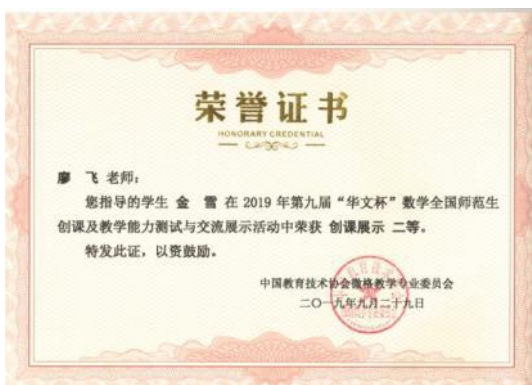 荣誉证书
HONORARY CREDENTIAL
廖 飞 老师：
您指导的学生 金 雪 在 2019 年第九届“华文杯”数学全国师范生
创课及教学能力测试与交流展示活动中荣获 创课展示 二等。
特发此证，以资鼓励。
中国教育技术协会微格教学专业委员会
二〇一九年九月二十九日